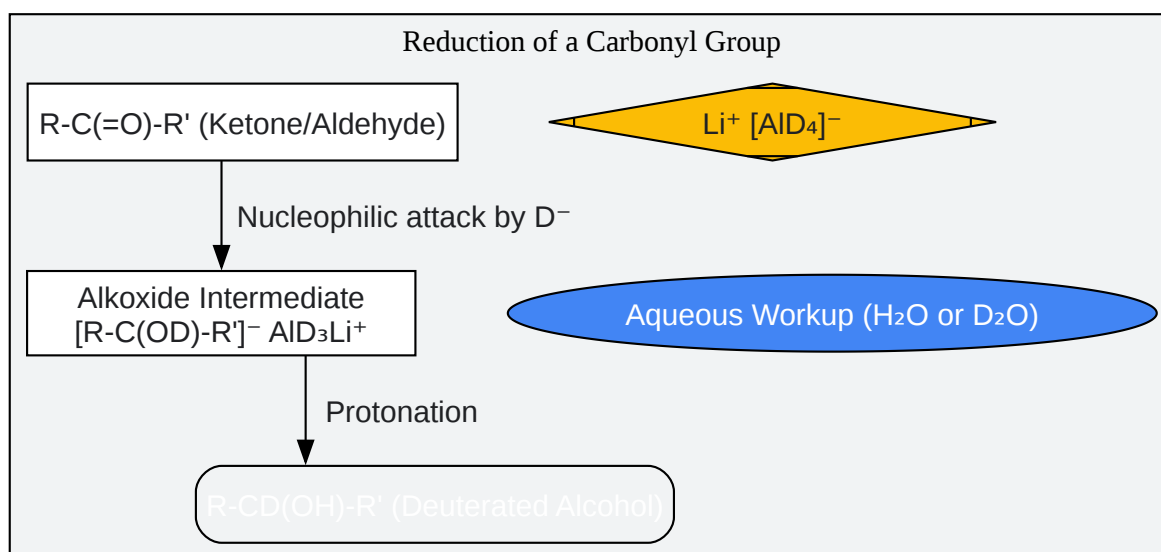 Reduction of a Carbonyl Group
R-C(=O)-R' (Ketone/Aldehyde)
Li⁺ [AlD₄]⁻
Nucleophilic attack by D⁻
Alkoxide Intermediate
[R-C(OD)-R']⁻ AlD₃Li⁺
Aqueous Workup (H₂O or D₂O)
Protonation
R-CD(OH)-R' (Deuterated Alcohol)